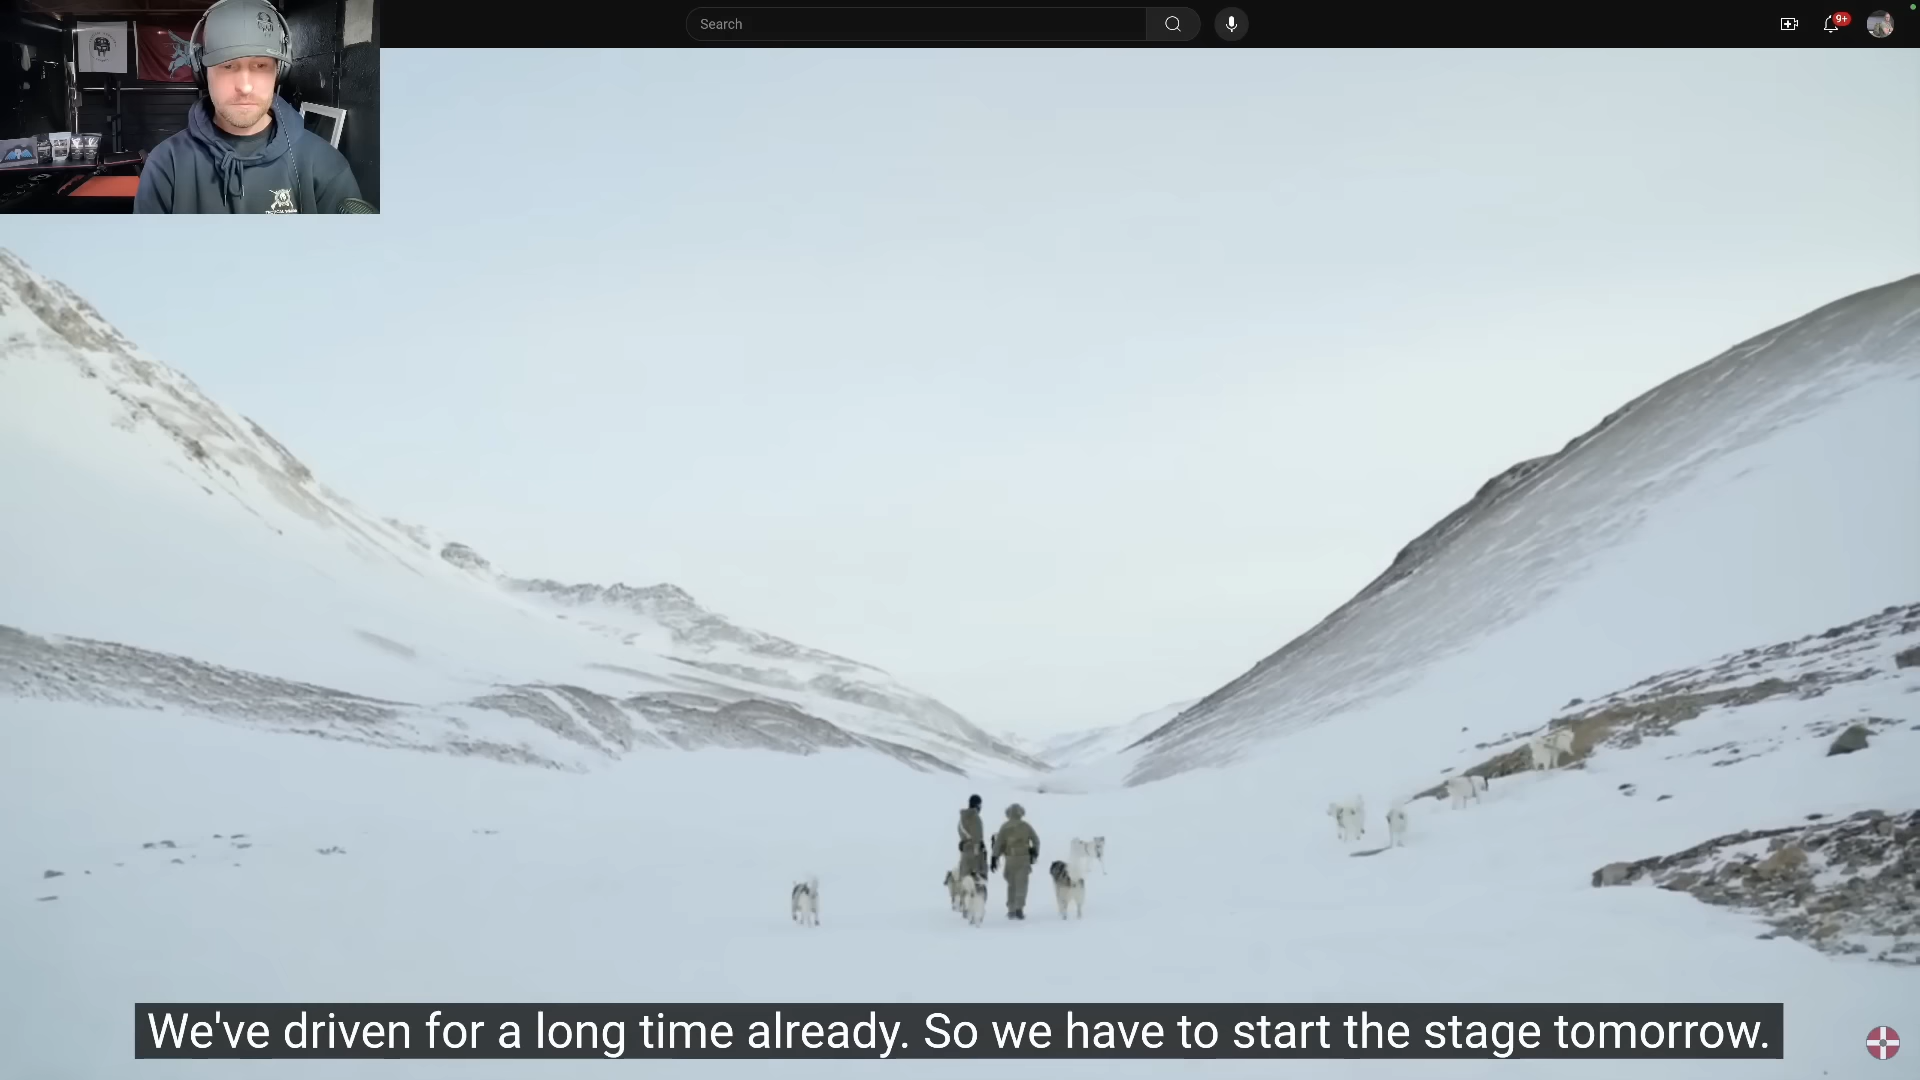 Search
9+
We've driven for a long time already. So we have to start the stage tomorrow.